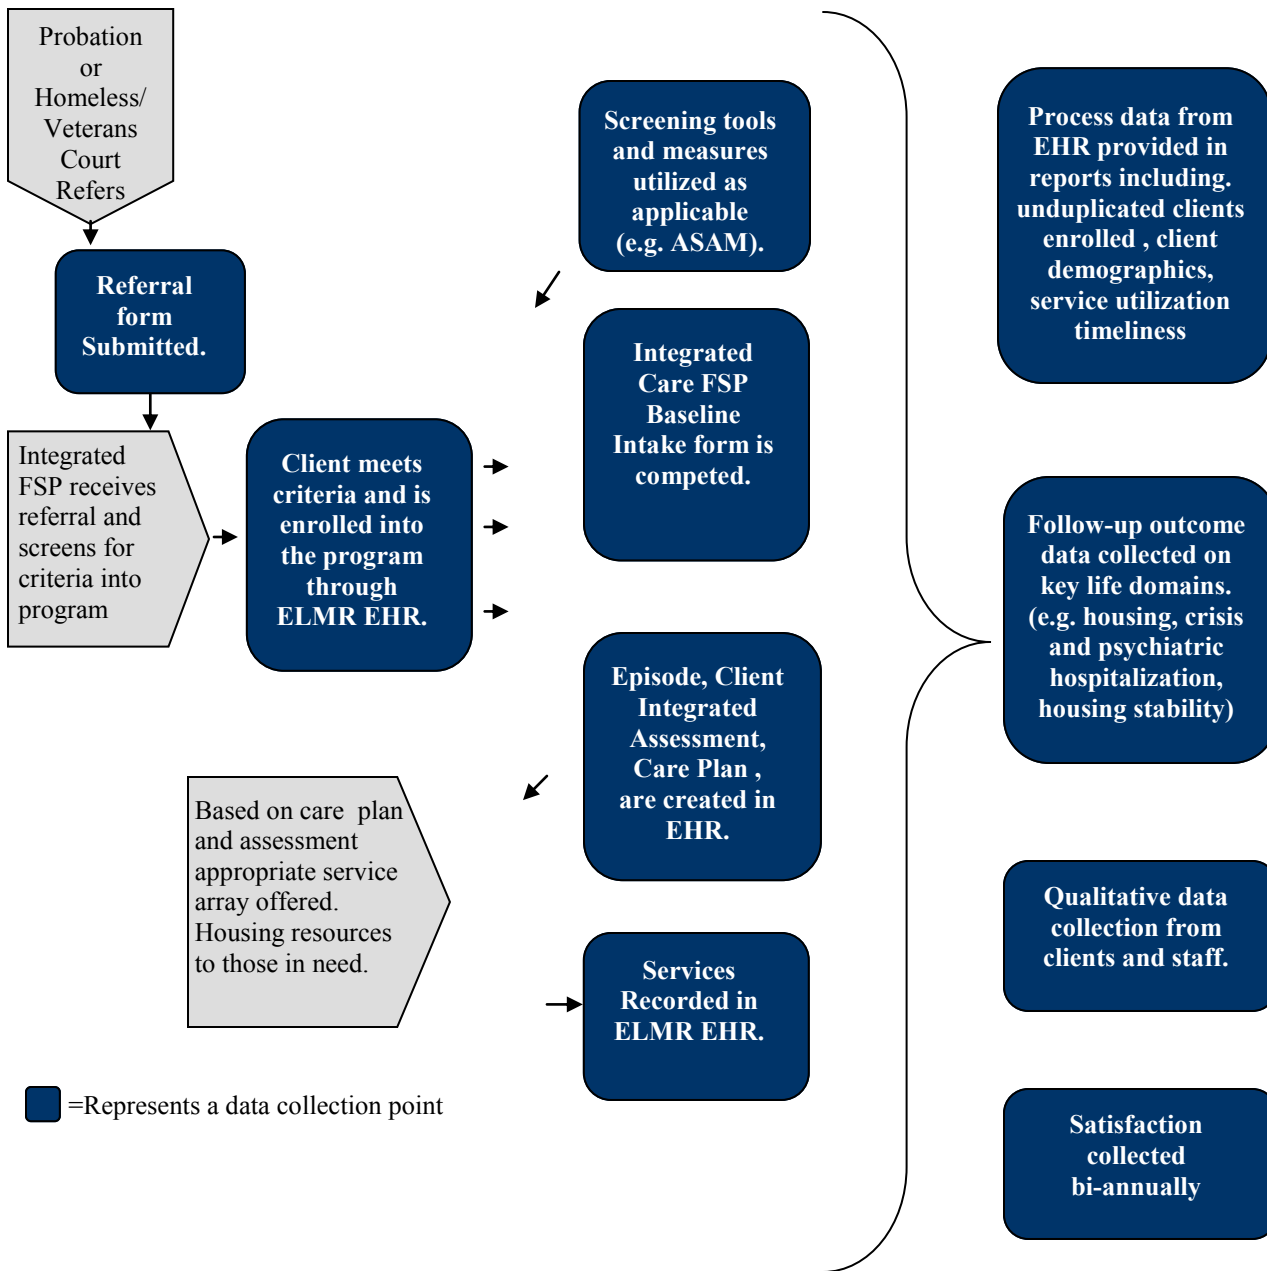 Probation
or
Homeless/
Veterans
Court
Refers
Referral
form
Submitted.
Integrated
FSP receives
referral and
screens for
criteria into
program
Client meets
criteria and is
enrolled into
the program
through
ELMR EHR.
Screening tools
and measures
utilized as
applicable
(e.g. ASAM).
Integrated
Care FSP
Baseline
Intake form is
competed.
Episode, Client
Integrated
Assessment,
Care Plan ,
are created in
EHR.
Based on care plan
and assessment
appropriate service
array offered.
Housing resources
to those in need.
Services
Recorded in
ELMR EHR.
=Represents a data collection point
Process data from
EHR provided in
reports including.
unduplicated clients
enrolled , client
demographics,
service utilization
timeliness
Follow-up outcome
data collected on
key life domains.
(e.g. housing, crisis
and psychiatric
hospitalization,
housing stability)
Qualitative data
collection from
clients and staff.
Satisfaction
collected
bi-annually